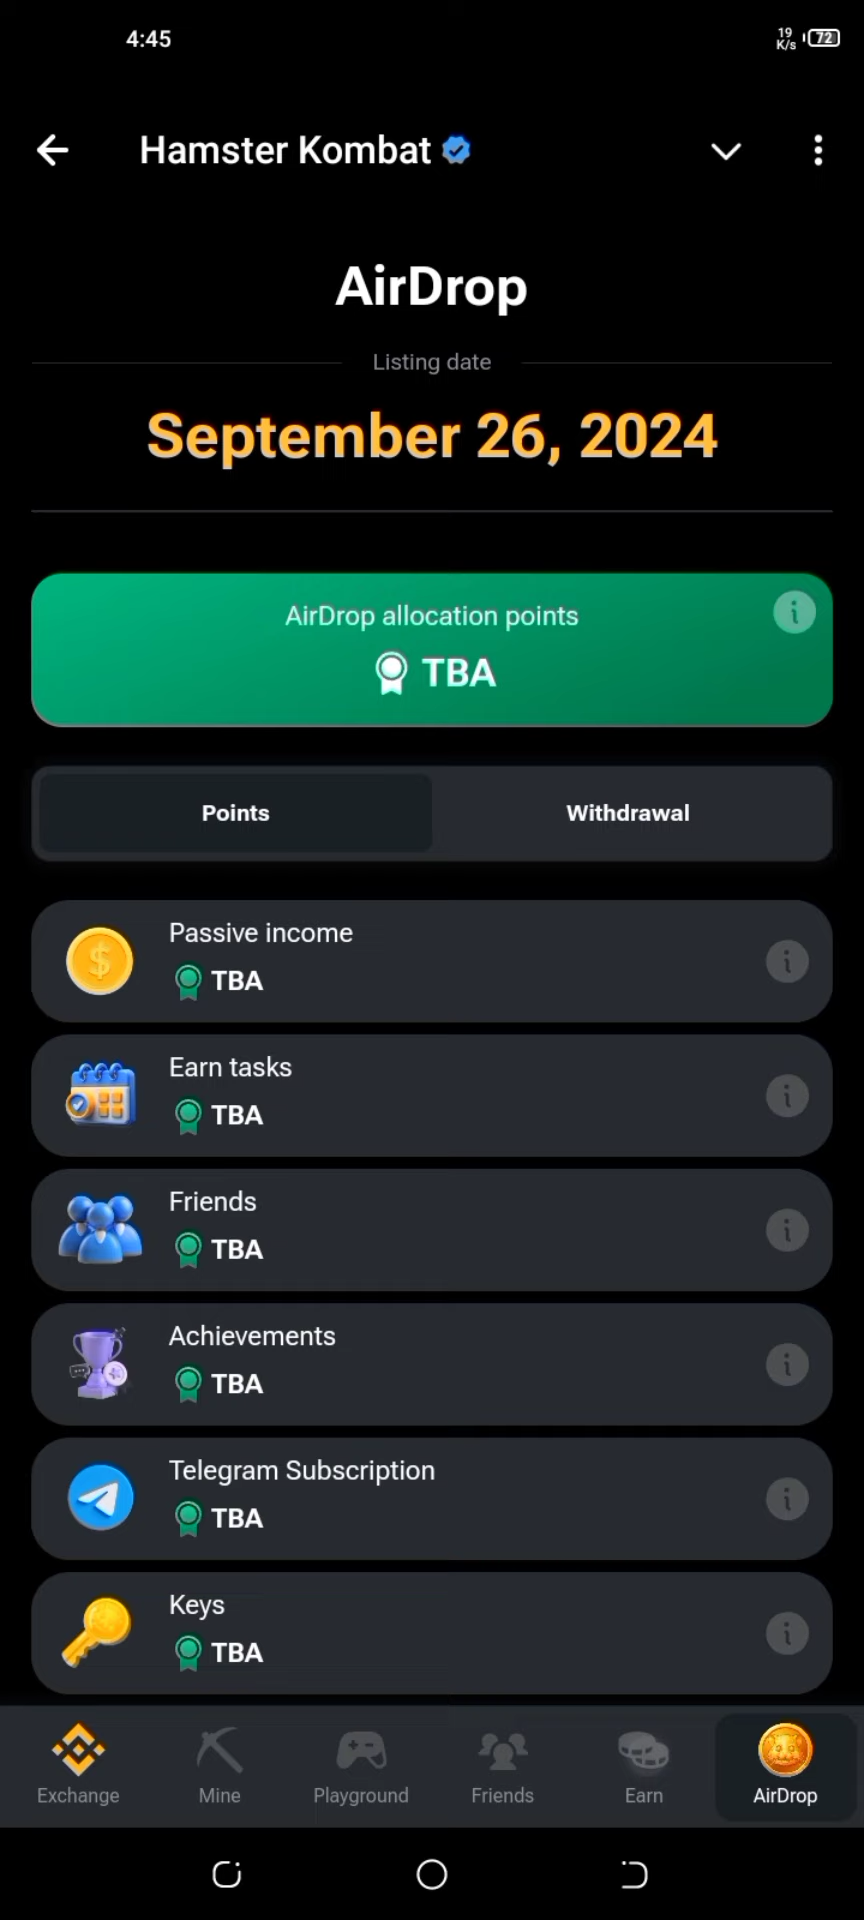 4:45
19
K/s
72
Hamster Kombat
AirDrop
Listing date
September 26, 2024
AirDrop allocation points
TBA
Points
Withdrawal
Passive income
TBA
Earn tasks
TBA
Friends
TBA
Achievements
TBA
Telegram Subscription
TBA
Keys
TBA
Exchange
Mine
Playground
Friends
Earn
AirDrop